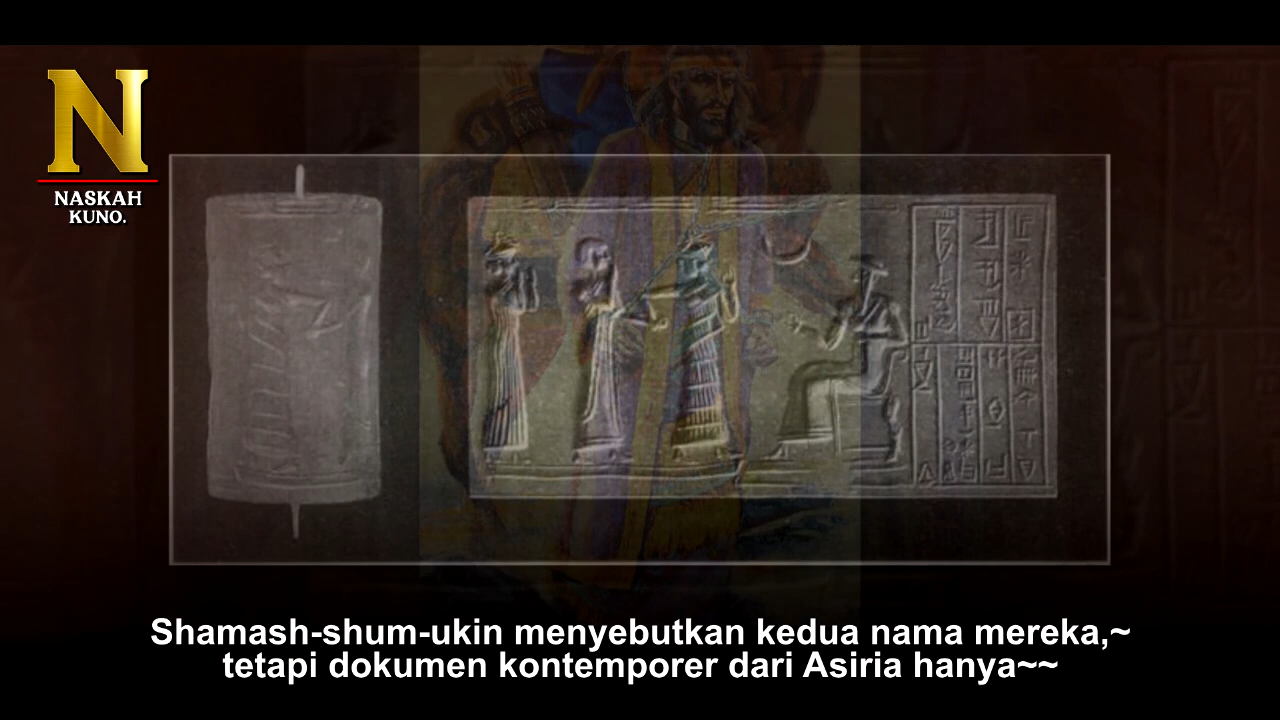 N
NASKAH
KUNO.
Shamash-shum-ukin menyebutkan kedua nama mereka,~
tetapi dokumen kontemporer dari Asiria hanya~~